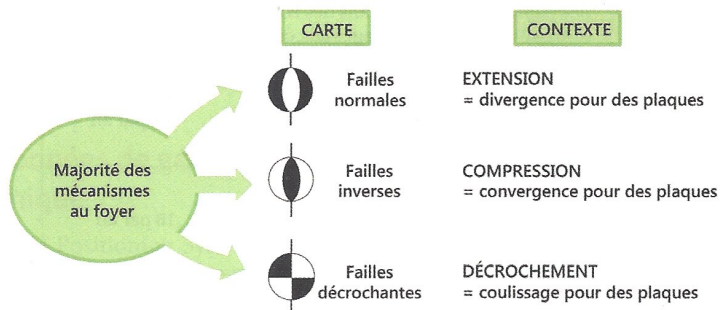 CARTE
CONTEXTE
Majorité des
mécanismes
au foyer
Failles
normales
EXTENSION
= divergence pour des plaques
Failles
inverses
COMPRESSION
= convergence pour des plaques
Failles
décrochantes
DÉCROCHEMENT
= coulissage pour des plaques